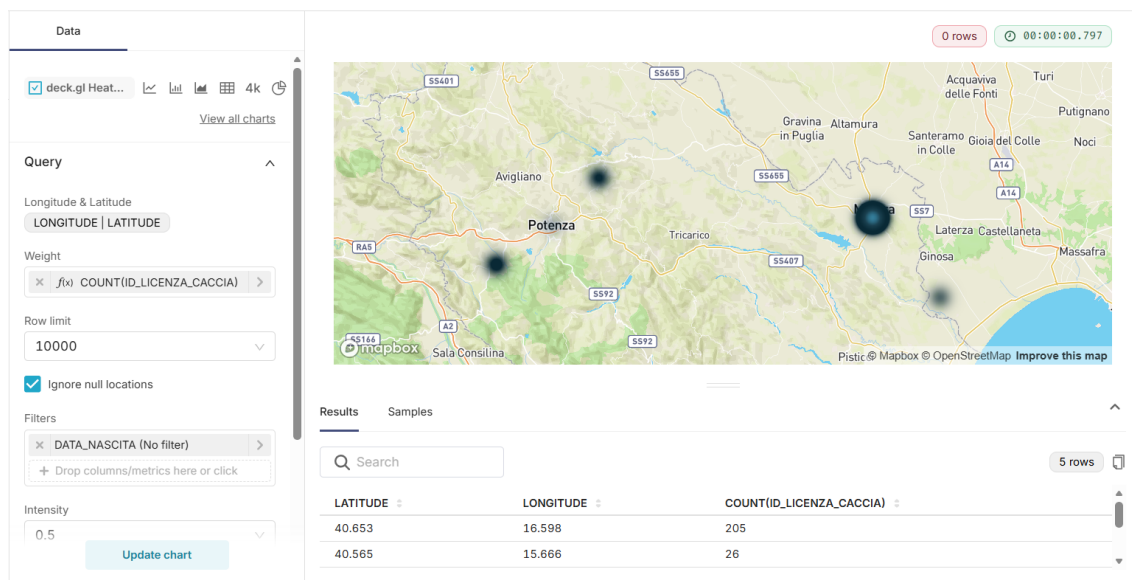 Data
0 rows
00:00:00.797
deck.gl Heat...
4k
View all charts
Query
Longitude & Latitude
LONGITUDE | LATITUDE
Weight
f(x) COUNT(ID_LICENZA_CACCIA)
Row limit
10000
Ignore null locations
Filters
DATA_NASCITA (No filter)
+ Drop columns/metrics here or click
Intensity
0.5
Update chart
SS401
SS655
Acquaviva
delle Fonti
Turi
Putignano
Gravina
in Puglia
Altamura
Santeramo
in Colle
Gioia del Colle
Noci
A14
Avigliano
SS655
A14
Potenza
SS7
Tricarico
Laterza
Castellaneta
RA5
SS407
Ginosa
Massafra
SS92
A2
SS166
SS92
mapbox
Sala Consilina
Pistic
© Mapbox © OpenStreetMap Improve this map
Results
Samples
Search
5 rows
LATITUDE
LONGITUDE
COUNT(ID_LICENZA_CACCIA)
40.653
16.598
205
40.565
15.666
26